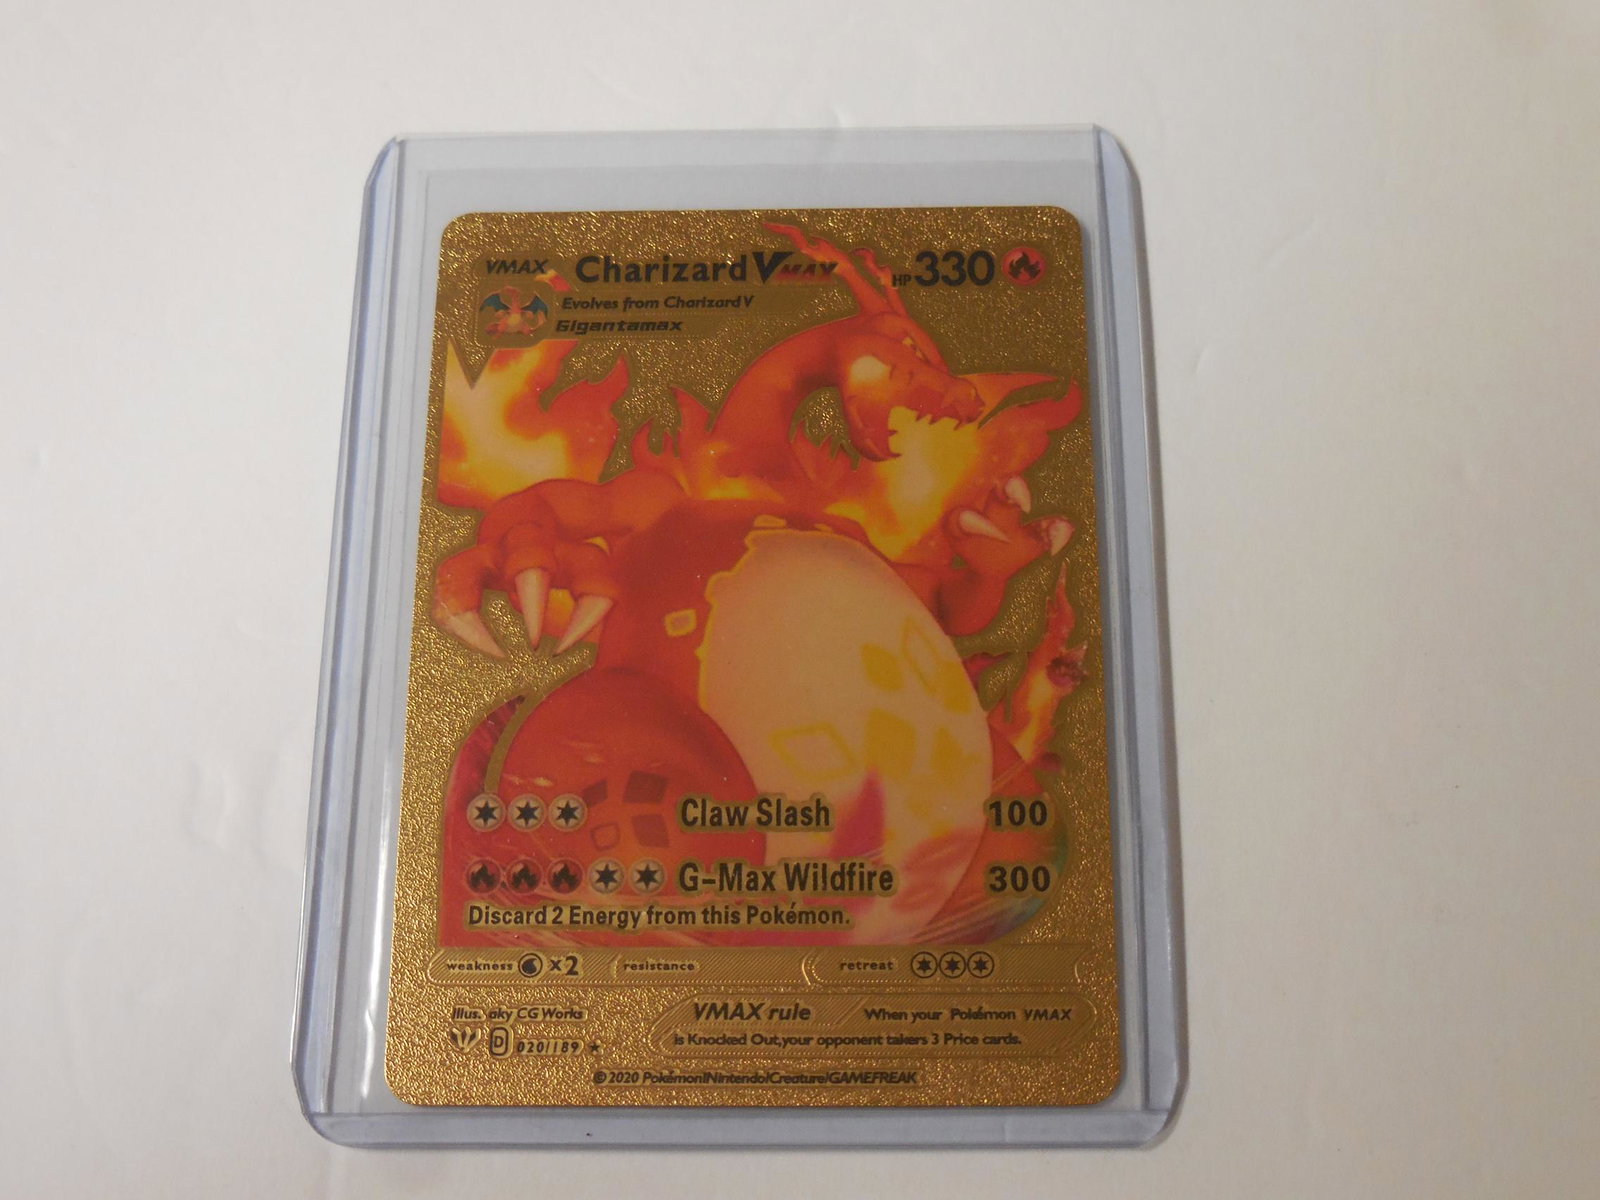 VMAX Charizard VMAX HP 330
Evolves from Charizard V
Gigantamax
Claw Slash 100
G-Max Wildfire 300
Discard 2 Energy from this Pokémon.
weakness x2 resistance retreat
Illus. aky CG Works
VMAX rule When your Pokémon VMAX
is Knocked Out,your opponent takers 3 Price cards.
D 020/189
© 2020 Pokémon/Nintendo/Creature/GAMEFREAK